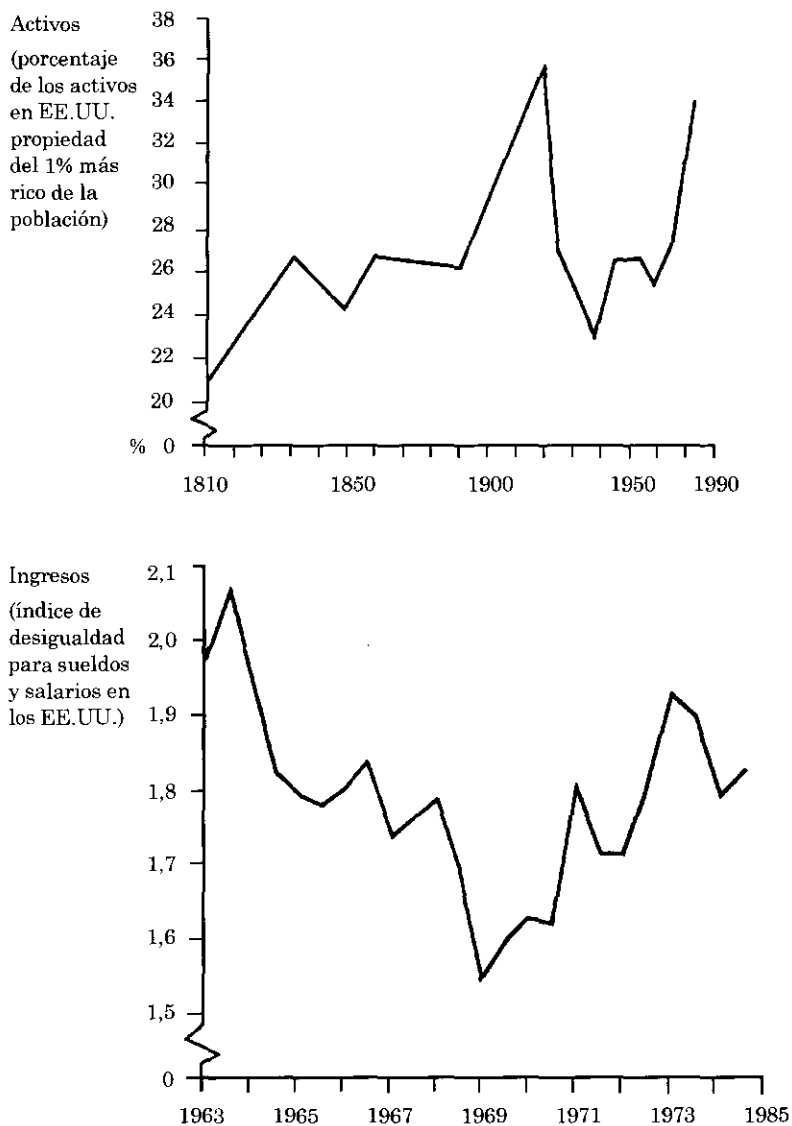 Activos
(porcentaje
de los activos
en EE.UU.
propiedad
del 1% más
rico de la
población)
38
36
34
32
30
28
26
24
22
20
% 0
1810 1850 1900 1950 1990
Ingresos
(índice de
desigualdad
para sueldos
y salarios en
los EE.UU.)
2,1
2,0
1,9
1,8
1,7
1,6
1,5
0
1963 1965 1967 1969 1971 1973 1985